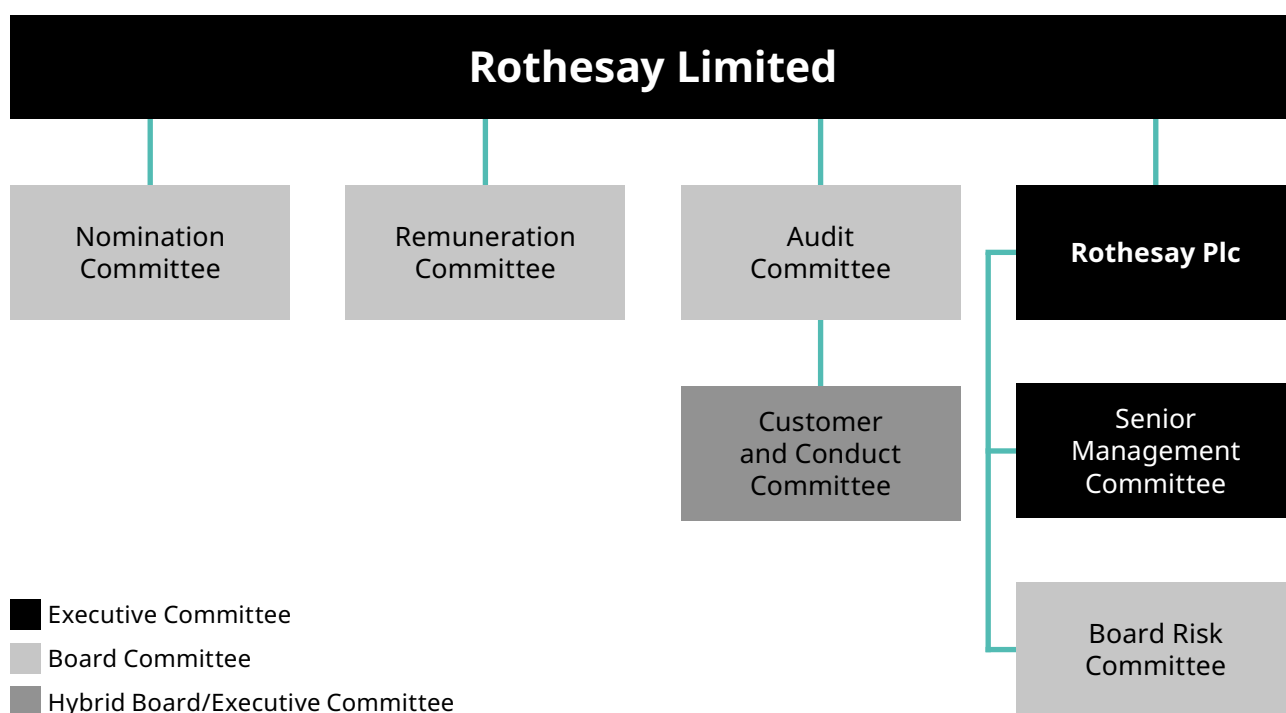 Rothesay Limited
Nomination
Committee
Remuneration
Committee
Audit
Committee
Rothesay Plc
Customer
and Conduct
Committee
Senior
Management
Committee
Board Risk
Committee
Executive Committee
Board Committee
Hybrid Board/Executive Committee